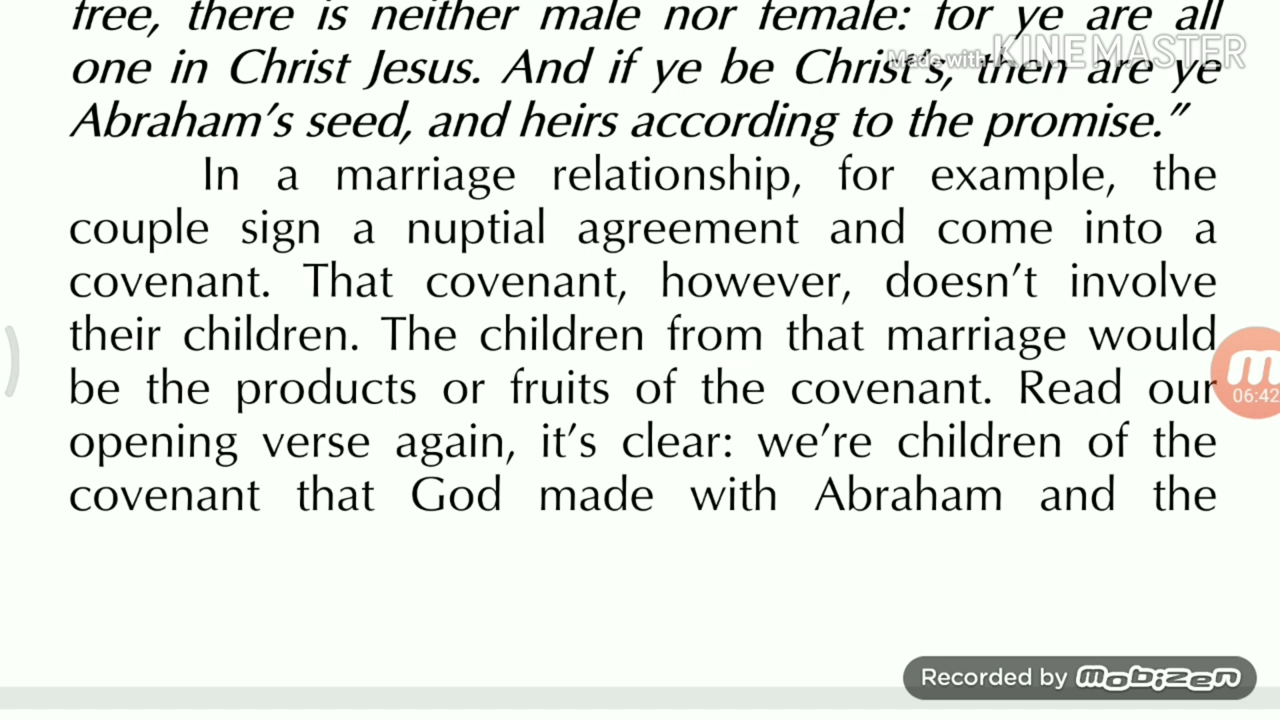 free, there is neither male nor female: for ye are all
one in Christ Jesus. And if ye be Christ's, then are ye
Abraham's seed, and heirs according to the promise."
In a marriage relationship, for example, the
couple sign a nuptial agreement and come into a
covenant. That covenant, however, doesn't involve
their children. The children from that marriage would
be the products or fruits of the covenant. Read our
opening verse again, it's clear: we're children of the
covenant that God made with Abraham and the
Made with KINEMASTER
06:42
Recorded by mobizen